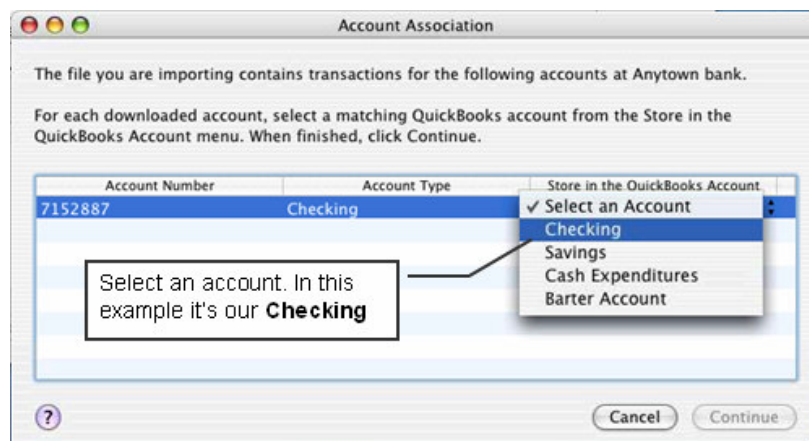 Account Association
The file you are importing contains transactions for the following accounts at Anytown bank.
For each downloaded account, select a matching QuickBooks account from the Store in the
QuickBooks Account menu. When finished, click Continue.
Account Number Account Type Store in the QuickBooks Account
7152887 Checking ✓ Select an Account
Checking
Savings
Cash Expenditures
Barter Account
Select an account. In this
example it's our Checking
? Cancel Continue